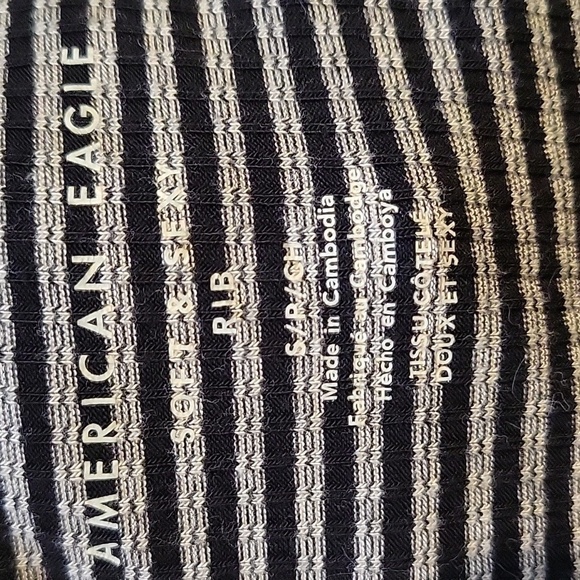 AMERICAN EAGLE
SOFT & SEXY
RIB
S/P/CH
Made in Cambodia
Fabriqué au Cambodge
Hecho en Camboya
TISSU CÔTELÉ
DOUX ET SEXY